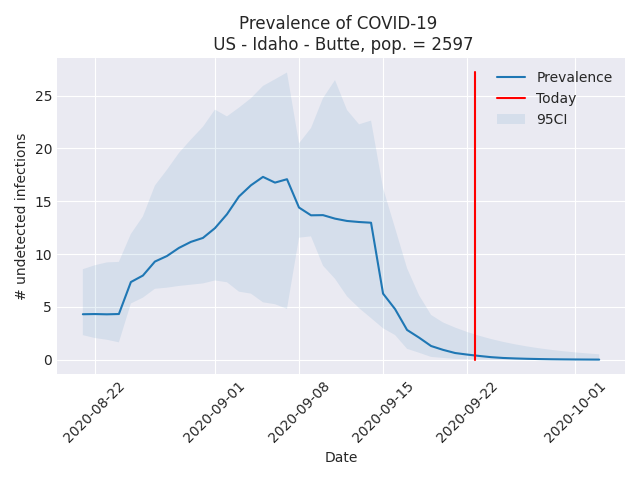 Prevalence of COVID-19
US - Idaho - Butte, pop. = 2597
Prevalence
Today
95CI
# undetected infections
25
20
15
10
5
0
2020-08-22
2020-09-01
2020-09-08
2020-09-15
2020-09-22
2020-10-01
Date